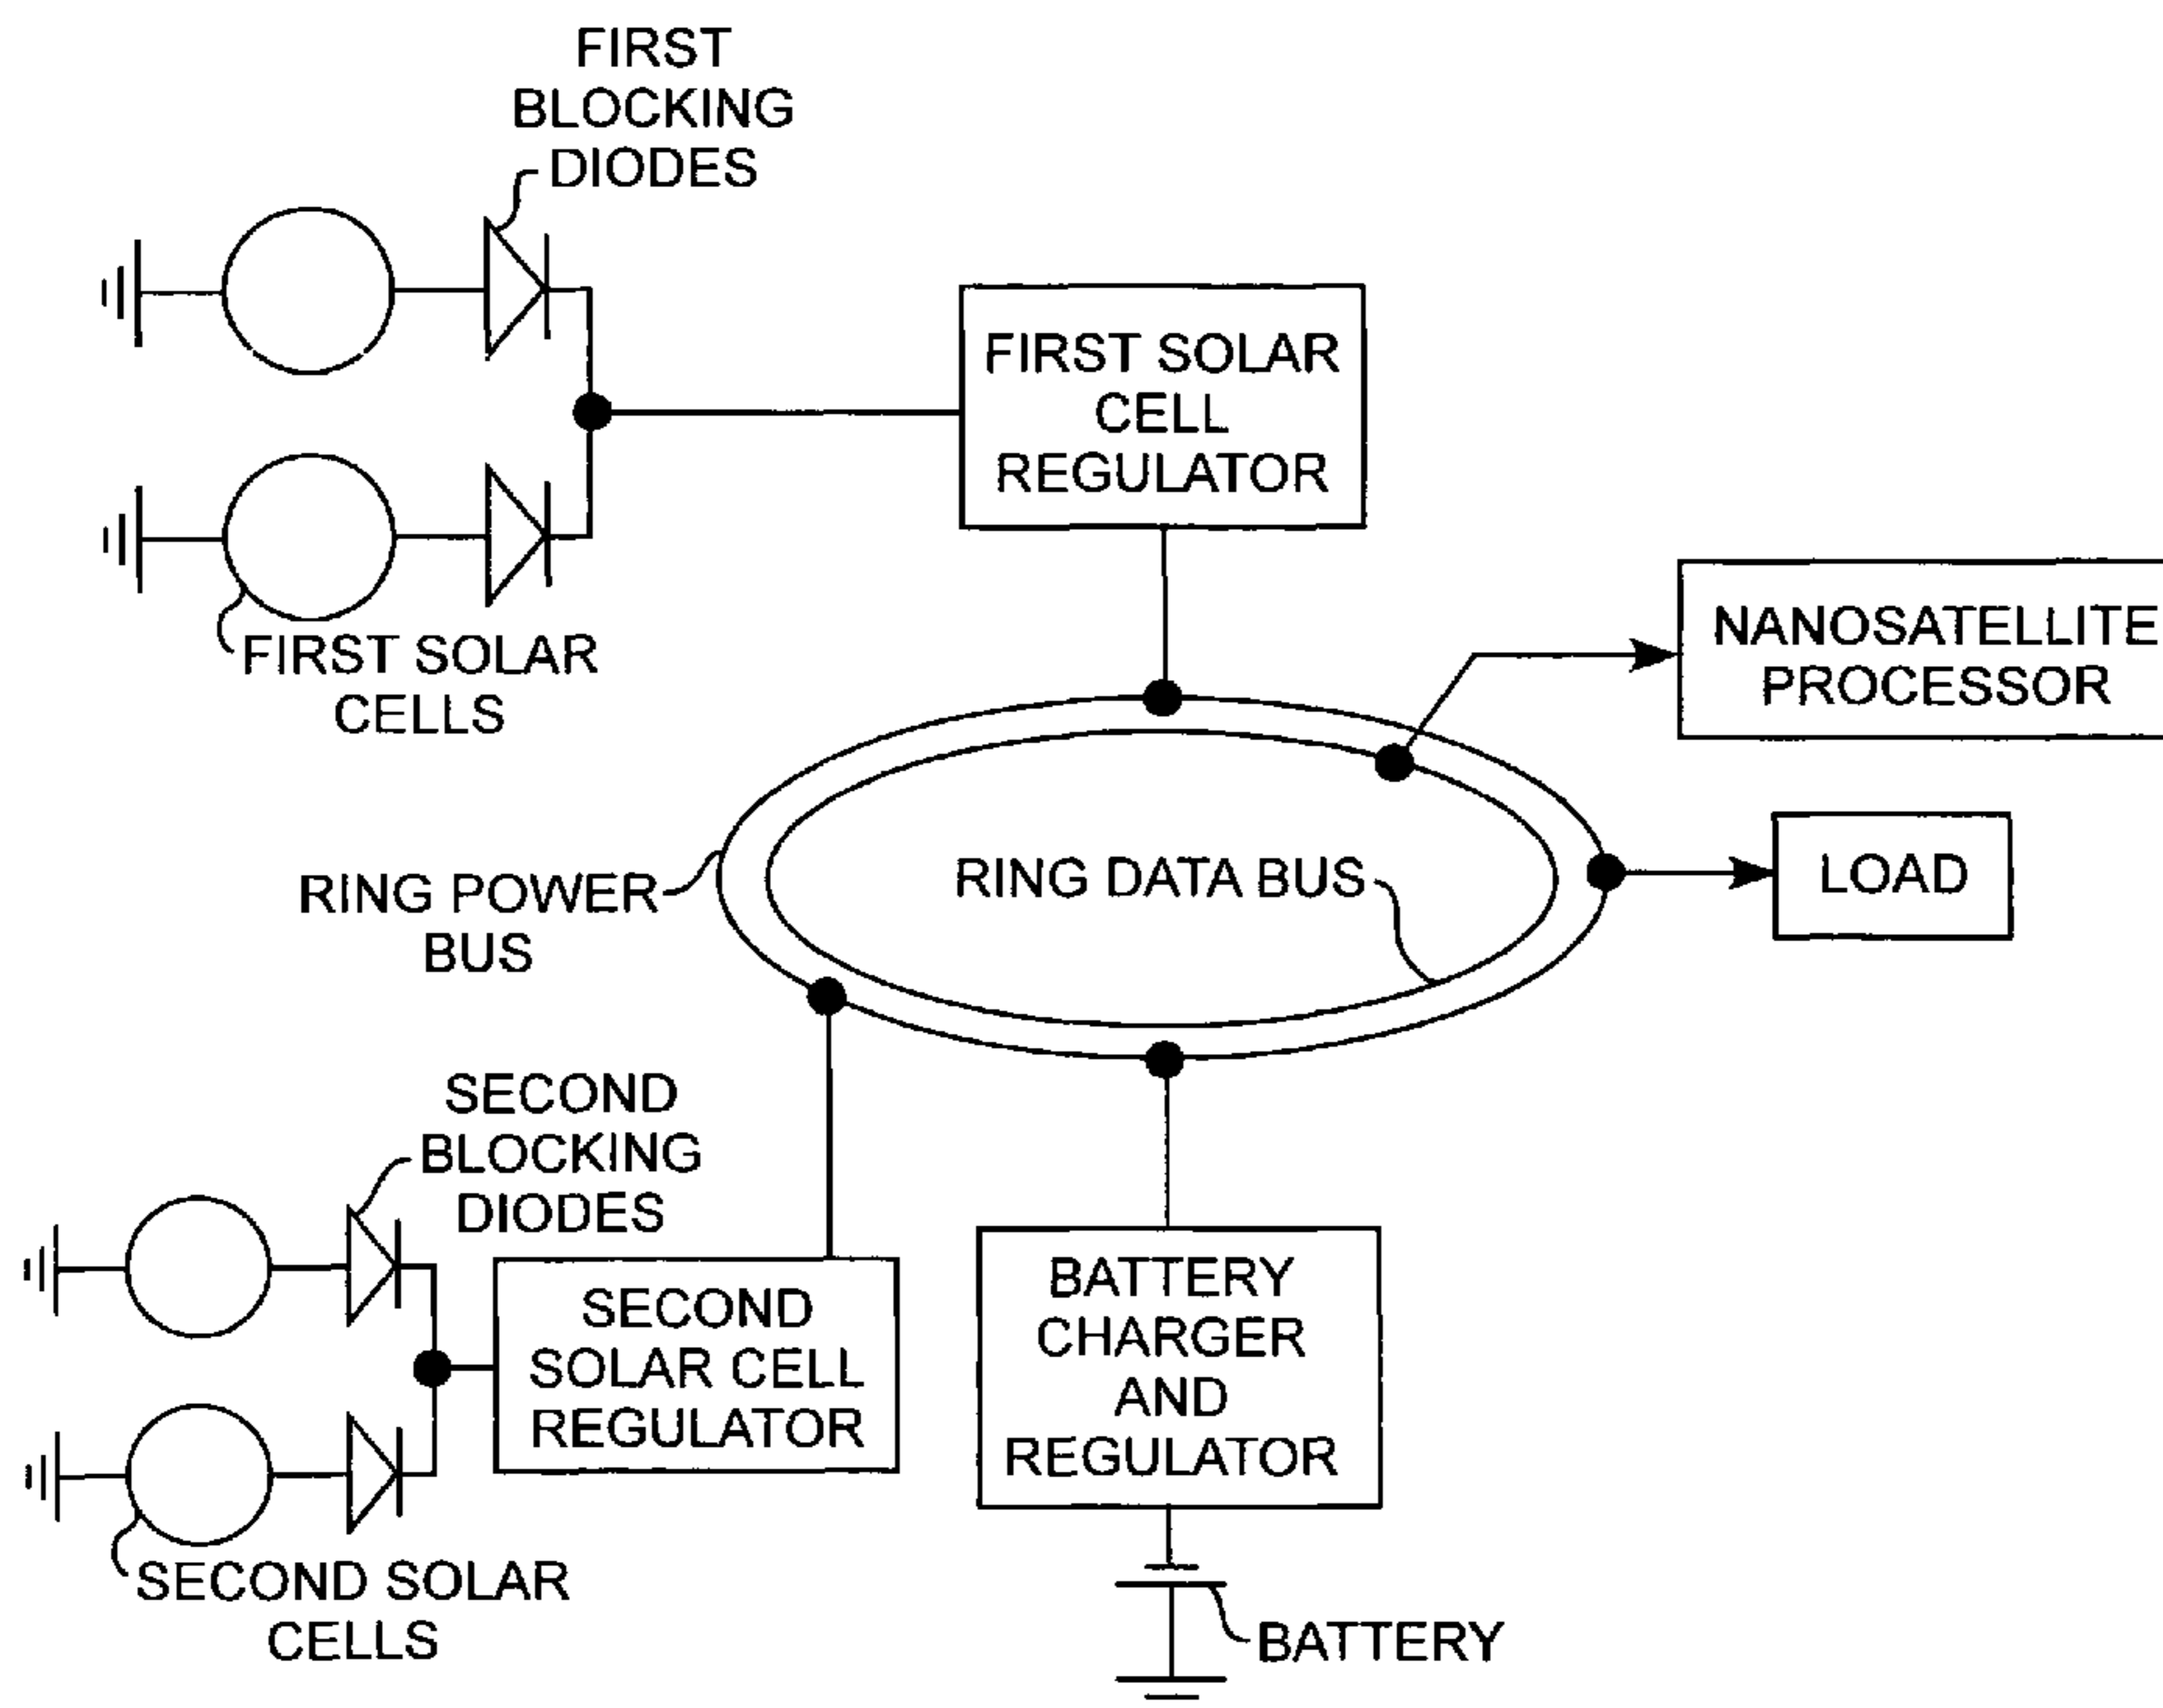 FIRST
BLOCKING
DIODES
FIRST SOLAR
CELL
REGULATOR
FIRST SOLAR
CELLS
NANOSATELLITE
PROCESSOR
RING POWER
BUS
RING DATA BUS
LOAD
SECOND
BLOCKING
DIODES
SECOND
SOLAR CELL
REGULATOR
BATTERY
CHARGER
AND
REGULATOR
SECOND SOLAR
CELLS
BATTERY